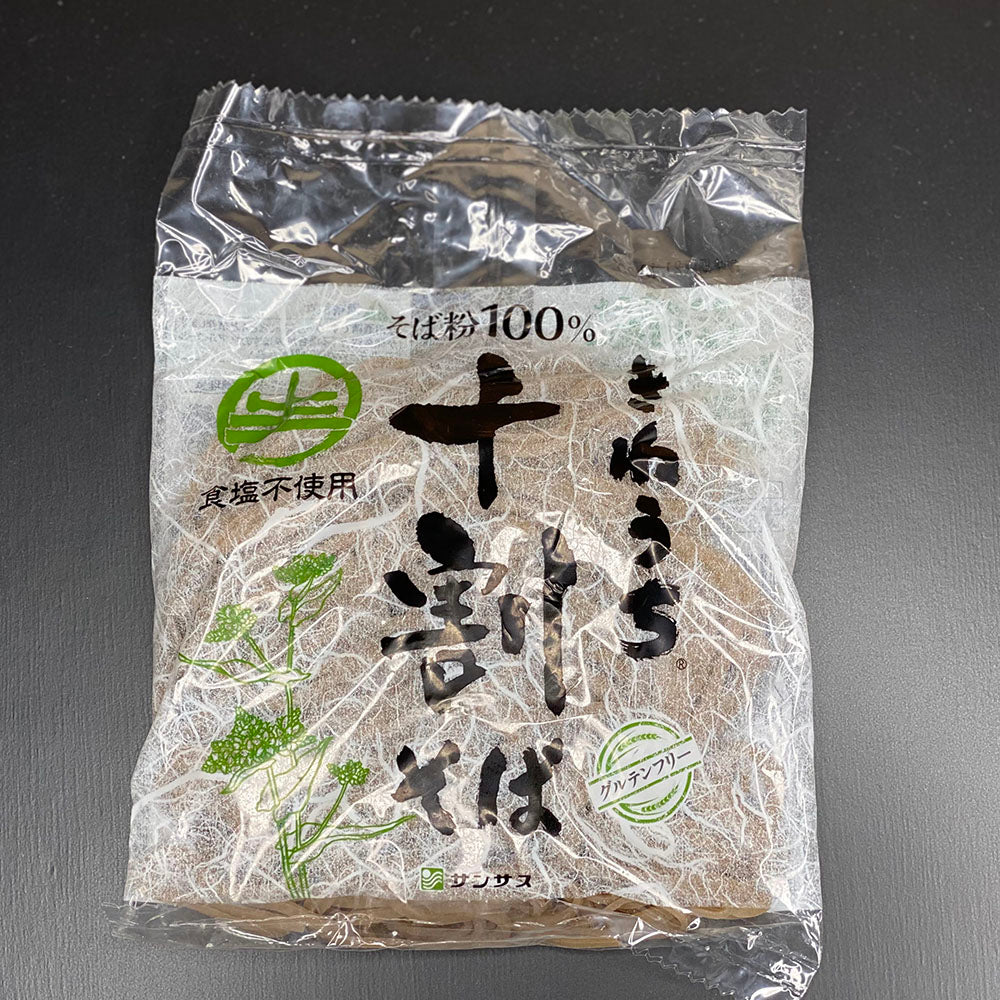 そば粉100%
きねうち
®
十割
そば
生
食塩不使用
グルテンフリー
サンサス